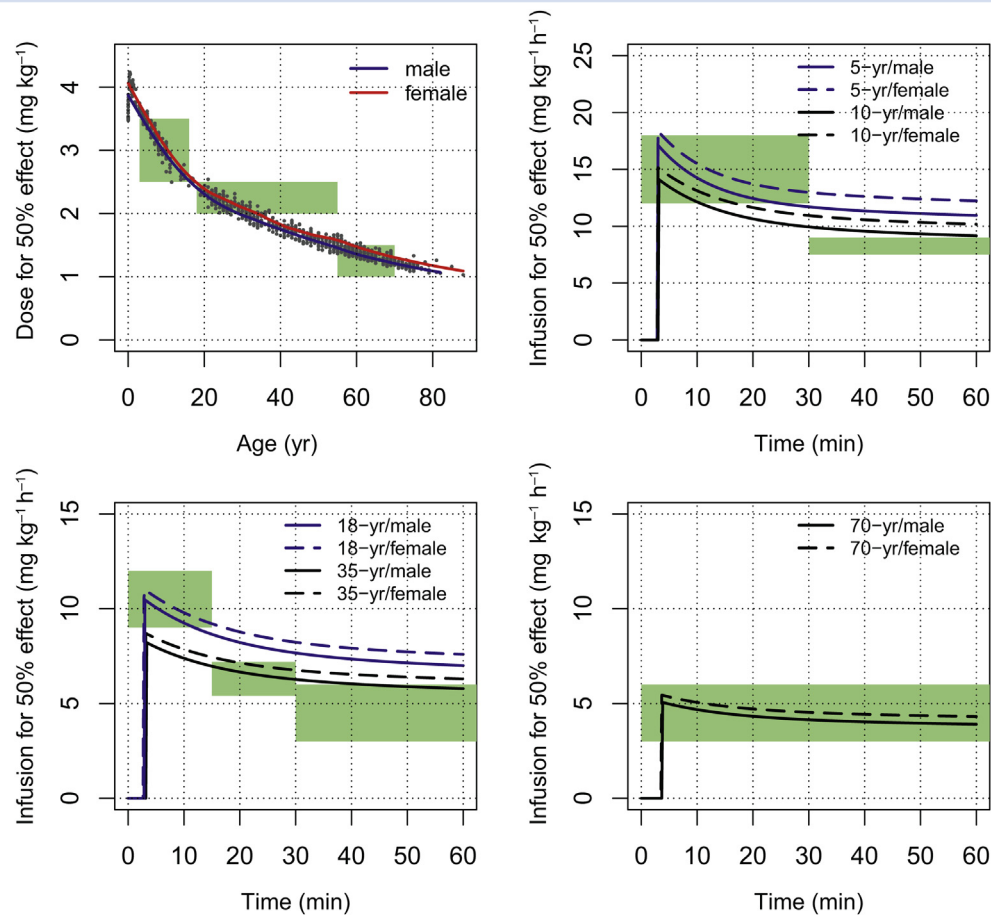 Dose for 50% effect (mg kg⁻¹)
4
3
2
1
0
male
female
0 20 40 60 80
Age (yr)
Infusion for 50% effect (mg kg⁻¹ h⁻¹)
25
20
15
10
5
0
5−yr/male
5−yr/female
10−yr/male
10−yr/female
0 10 20 30 40 50 60
Time (min)
Infusion for 50% effect (mg kg⁻¹ h⁻¹)
15
10
5
0
18−yr/male
18−yr/female
35−yr/male
35−yr/female
0 10 20 30 40 50 60
Time (min)
Infusion for 50% effect (mg kg⁻¹ h⁻¹)
15
10
5
0
70−yr/male
70−yr/female
0 10 20 30 40 50 60
Time (min)